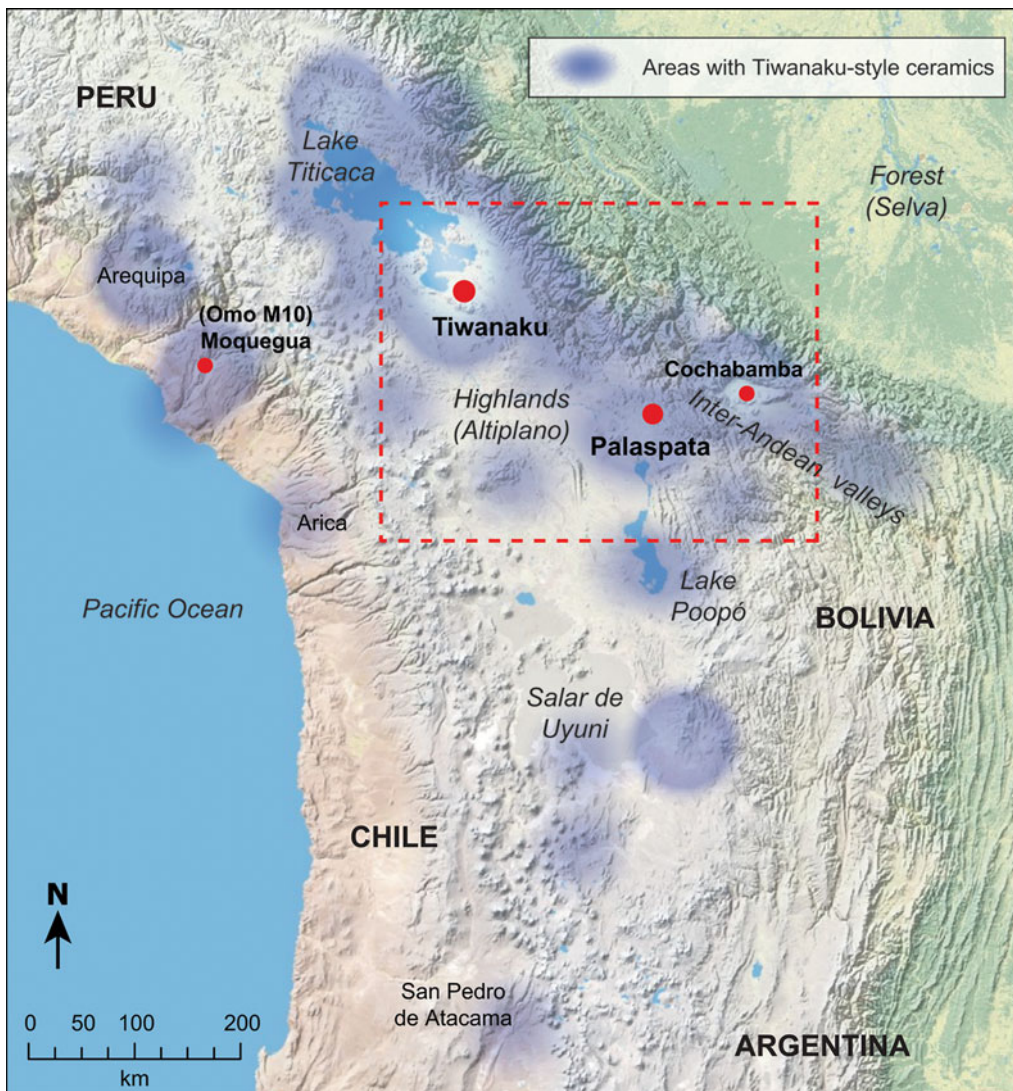 Areas with Tiwanaku-style ceramics
PERU
Lake
Titicaca
Forest
(Selva)
Arequipa
(Omo M10)
Moquegua
Tiwanaku
Cochabamba
Highlands
(Altiplano)
Palaspata
Inter-Andean valleys
Arica
Pacific Ocean
Lake
Poopó
BOLIVIA
Salar de
Uyuni
CHILE
N
San Pedro
de Atacama
0 50 100 200
km
ARGENTINA